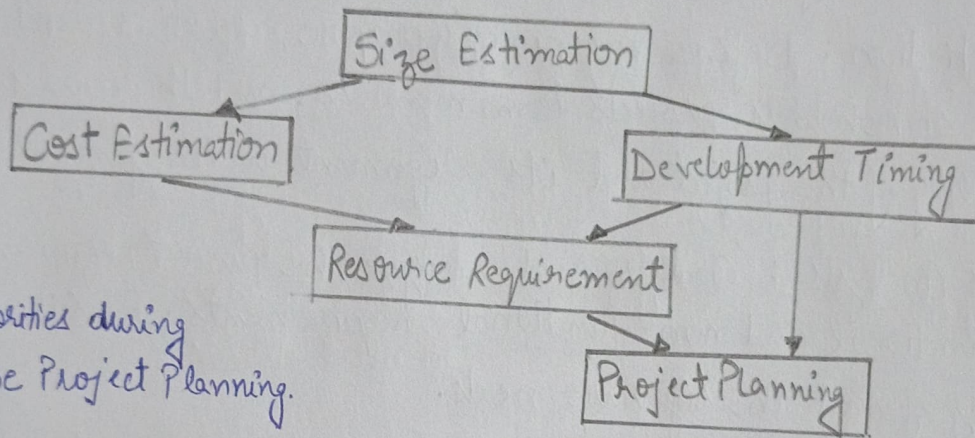 Size Estimation
Cost Estimation
Development Timing
Resource Requirement
during
Project Planning.
Project Planning